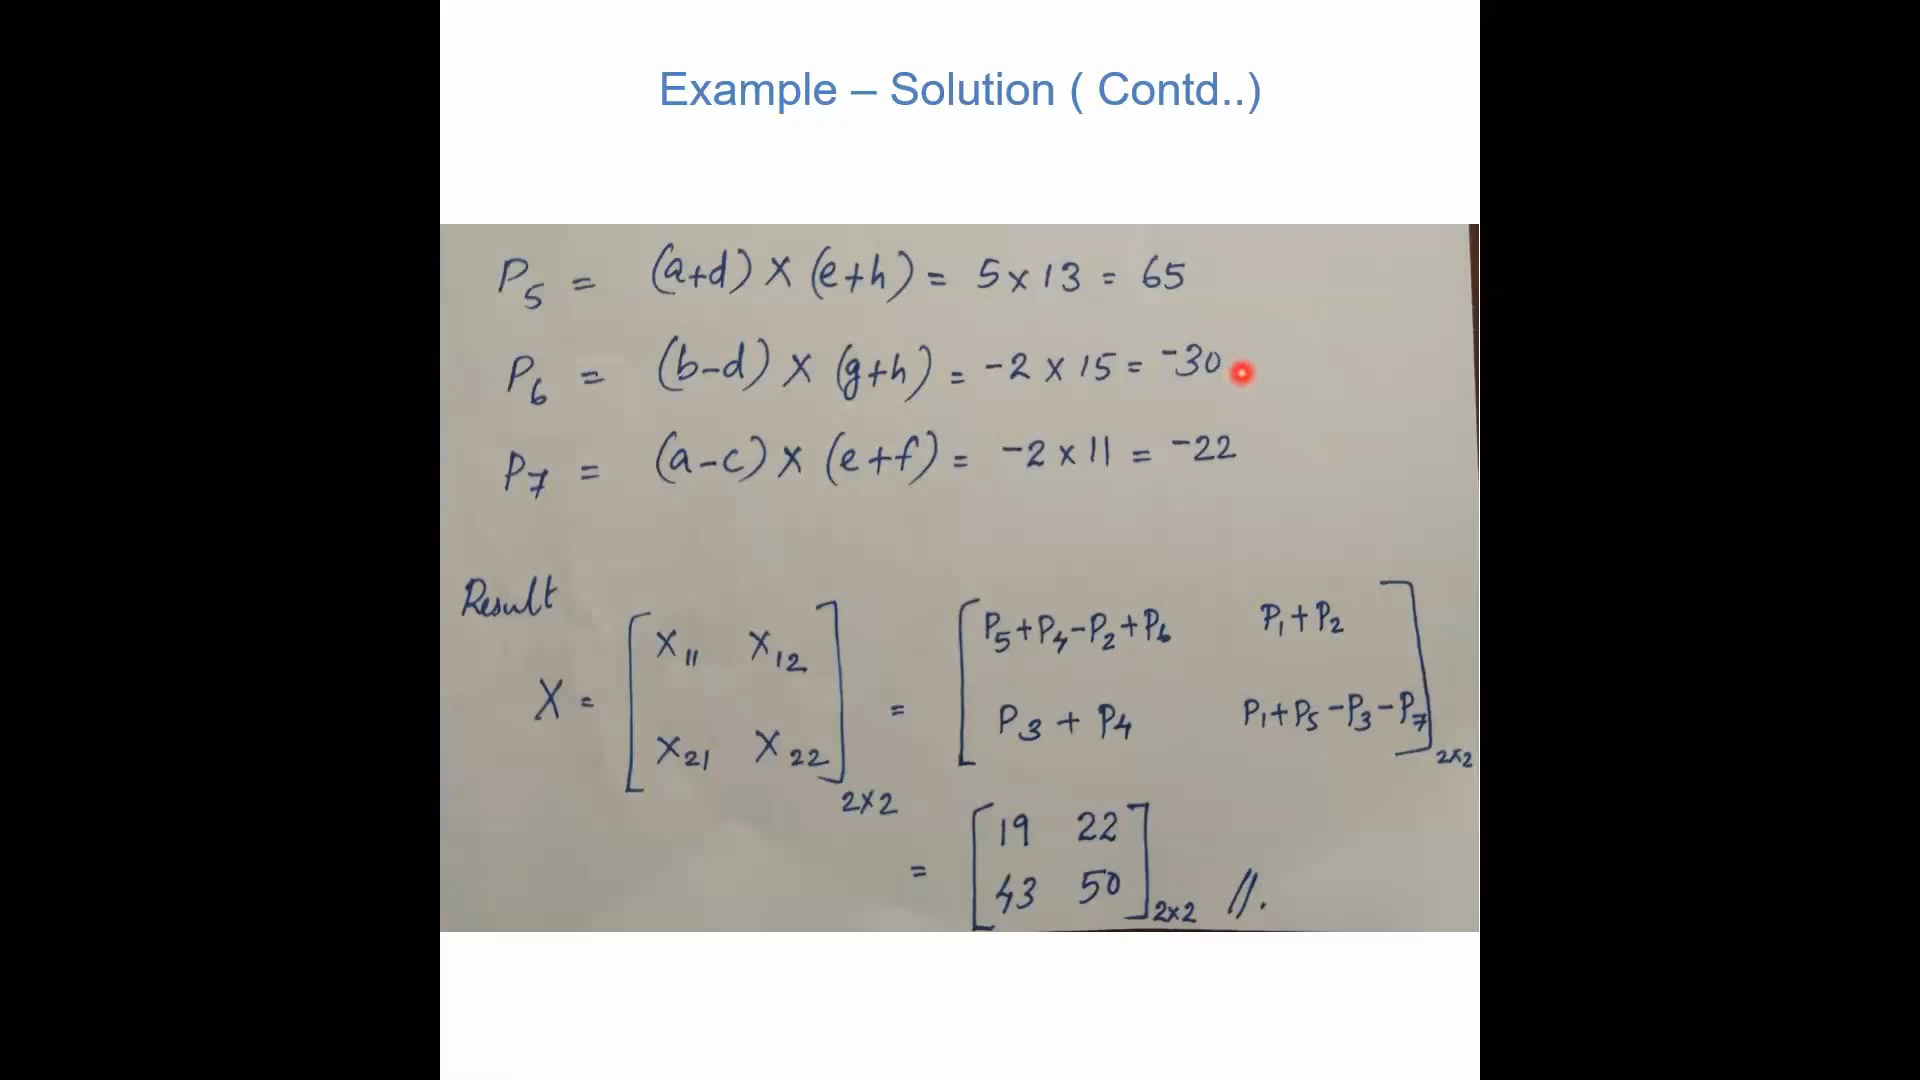 Example – Solution ( Contd..)
P5 = (a+d) X (e+h) = 5 x 13 = 65
P6 = (b-d) X (g+h) = -2 x 15 = -30
P7 = (a-c) X (e+f) = -2 x 11 = -22
Result
X = [ X11 X12 X21 X22 ] 2x2 = [ P5+P4-P2+P6 P1+P2 P3 + P4 P1+P5-P3-P7 ] 2x2
= [ 19 22 43 50 ] 2x2 //.